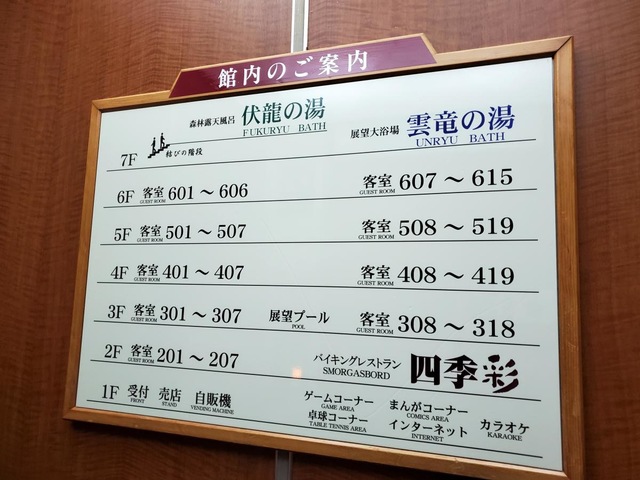 館内のご案内
森林露天風呂 伏龍の湯 展望大浴場 雲竜の湯
FUKURYU BATH UNRYU BATH
7F 結びの階段
6F 客室 601～606 客室 607～615
GUEST ROOM GUEST ROOM
5F 客室 501～507 客室 508～519
GUEST ROOM GUEST ROOM
4F 客室 401～407 客室 408～419
GUEST ROOM GUEST ROOM
3F 客室 301～307 展望プール 客室 308～318
GUEST ROOM POOL GUEST ROOM
2F 客室 201～207 バイキングレストラン 四季彩
GUEST ROOM SMORGASBORD
1F 受付 売店 自販機 ゲームコーナー まんがコーナー カラオケ
FRONT STAND VENDING MACHINE GAME AREA COMICS AREA KARAOKE
卓球コーナー インターネット
TABLE TENNIS AREA INTERNET